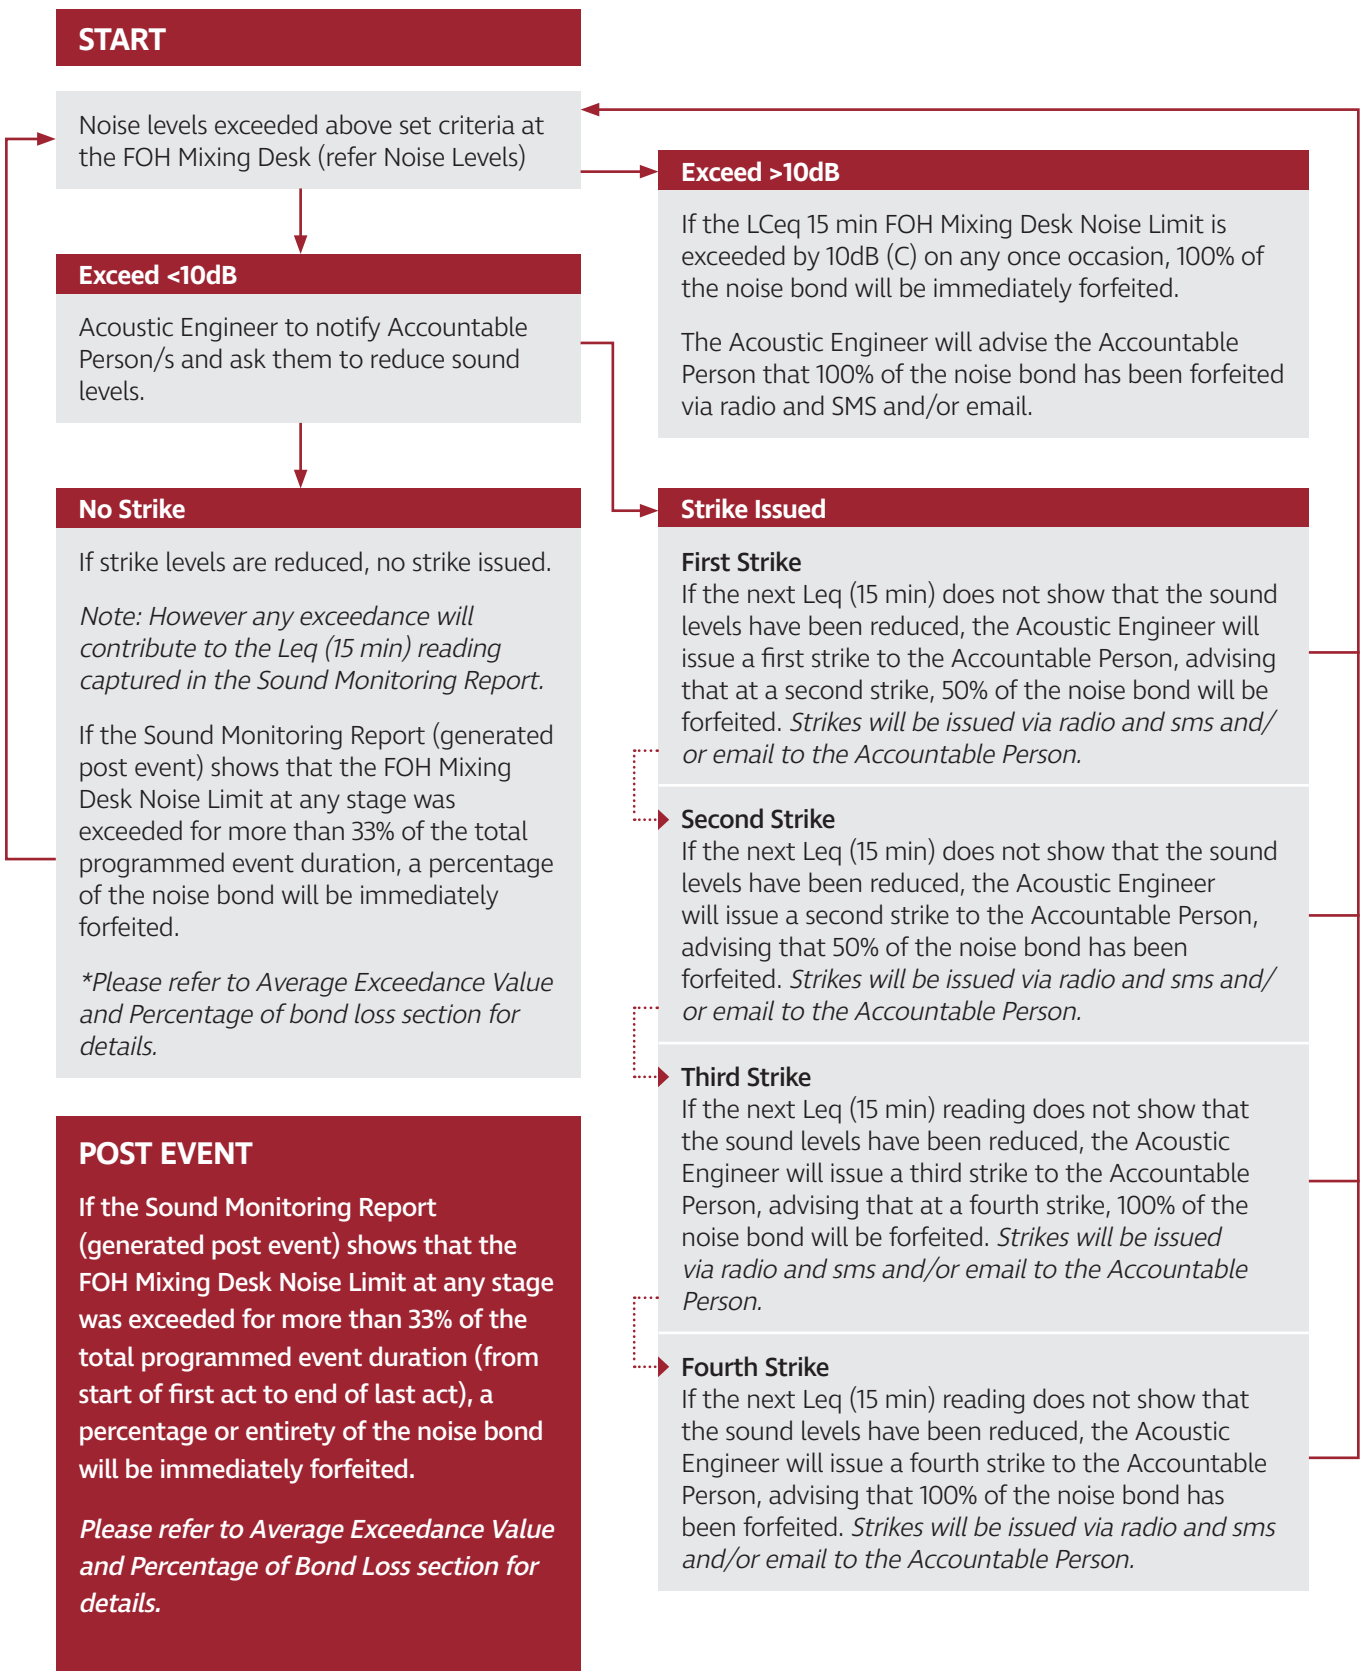 START
Noise levels exceeded above set criteria at
the FOH Mixing Desk (refer Noise Levels)
Exceed >10dB
If the LCeq 15 min FOH Mixing Desk Noise Limit is
exceeded by 10dB (C) on any once occasion, 100% of
the noise bond will be immediately forfeited.
The Acoustic Engineer will advise the Accountable
Person that 100% of the noise bond has been forfeited
via radio and SMS and/or email.
Exceed <10dB
Acoustic Engineer to notify Accountable
Person/s and ask them to reduce sound
levels.
No Strike
If strike levels are reduced, no strike issued.
Note: However any exceedance will
contribute to the Leq (15 min) reading
captured in the Sound Monitoring Report.
If the Sound Monitoring Report (generated
post event) shows that the FOH Mixing
Desk Noise Limit at any stage was
exceeded for more than 33% of the total
programmed event duration, a percentage
of the noise bond will be immediately
forfeited.
*Please refer to Average Exceedance Value
and Percentage of bond loss section for
details.
Strike Issued
First Strike
If the next Leq (15 min) does not show that the sound
levels have been reduced, the Acoustic Engineer will
issue a first strike to the Accountable Person, advising
that at a second strike, 50% of the noise bond will be
forfeited. Strikes will be issued via radio and sms and/
or email to the Accountable Person.
Second Strike
If the next Leq (15 min) does not show that the sound
levels have been reduced, the Acoustic Engineer
will issue a second strike to the Accountable Person,
advising that 50% of the noise bond has been
forfeited. Strikes will be issued via radio and sms and/
or email to the Accountable Person.
Third Strike
If the next Leq (15 min) reading does not show that
the sound levels have been reduced, the Acoustic
Engineer will issue a third strike to the Accountable
Person, advising that at a fourth strike, 100% of the
noise bond will be forfeited. Strikes will be issued
via radio and sms and/or email to the Accountable
Person.
Fourth Strike
If the next Leq (15 min) reading does not show that
the sound levels have been reduced, the Acoustic
Engineer will issue a fourth strike to the Accountable
Person, advising that 100% of the noise bond has
been forfeited. Strikes will be issued via radio and sms
and/or email to the Accountable Person.
POST EVENT
If the Sound Monitoring Report
(generated post event) shows that the
FOH Mixing Desk Noise Limit at any stage
was exceeded for more than 33% of the
total programmed event duration (from
start of first act to end of last act), a
percentage or entirety of the noise bond
will be immediately forfeited.
Please refer to Average Exceedance Value
and Percentage of Bond Loss section for
details.